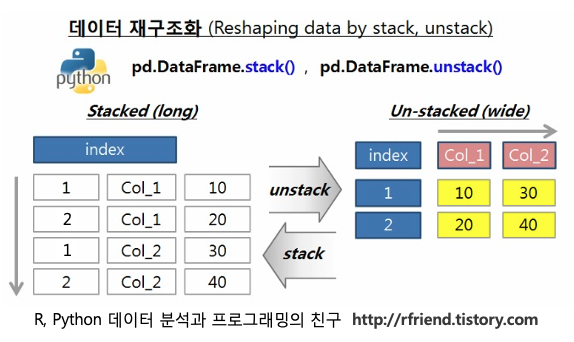 데이터 재구조화 (Reshaping data by stack, unstack)
python
pd.DataFrame.stack() , pd.DataFrame.unstack()
Stacked (long)
index
1 Col_1 10
2 Col_1 20
1 Col_2 30
2 Col_2 40
unstack
stack
Un-stacked (wide)
index Col_1 Col_2
1 10 30
2 20 40
R, Python 데이터 분석과 프로그래밍의 친구 http://rfriend.tistory.com